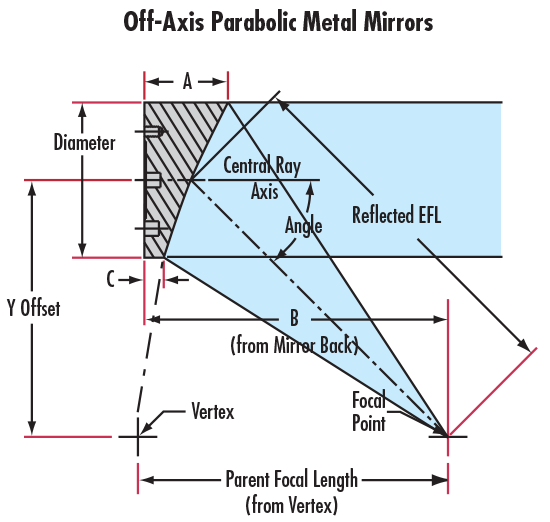 Off-Axis Parabolic Metal Mirrors
A
Diameter
Central Ray
Axis
Angle
Reflected EFL
C
Y Offset
B
(from Mirror Back)
Vertex
Focal
Point
Parent Focal Length
(from Vertex)